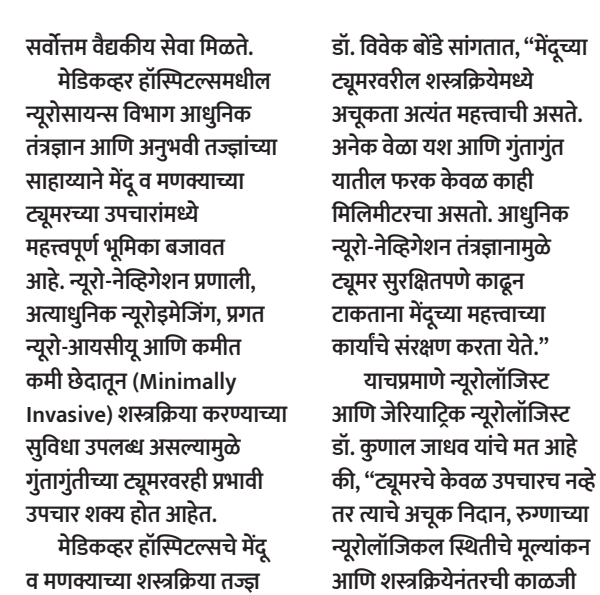 सर्वोत्तम वैद्यकीय सेवा मिळते.
मेडिकव्हर हॉस्पिटल्समधील
न्यूरोसायन्स विभाग आधुनिक
तंत्रज्ञान आणि अनुभवी तज्ज्ञांच्या
साहाय्याने मेंदू व मणक्याच्या
ट्यूमरच्या उपचारांमध्ये
महत्त्वपूर्ण भूमिका बजावत
आहे. न्यूरो-नेव्हिगेशन प्रणाली,
अत्याधुनिक न्यूरोइमेजिंग, प्रगत
न्यूरो-आयसीयू आणि कमीत
कमी छेदातून (Minimally
Invasive) शस्त्रक्रिया करण्याच्या
सुविधा उपलब्ध असल्यामुळे
गुंतागुंतीच्या ट्यूमरवरही प्रभावी
उपचार शक्य होत आहेत.
मेडिकव्हर हॉस्पिटल्सचे मेंदू
व मणक्याच्या शस्त्रक्रिया तज्ज्ञ
डॉ. विवेक बोंडे सांगतात, “मेंदूच्या
ट्यूमरवरील शस्त्रक्रियेमध्ये
अचूकता अत्यंत महत्त्वाची असते.
अनेक वेळा यश आणि गुंतागुंत
यातील फरक केवळ काही
मिलिमीटरचा असतो. आधुनिक
न्यूरो-नेव्हिगेशन तंत्रज्ञानामुळे
ट्यूमर सुरक्षितपणे काढून
टाकताना मेंदूच्या महत्त्वाच्या
कार्यांचे संरक्षण करता येते.”
याचप्रमाणे न्यूरोलॉजिस्ट
आणि जेरियाट्रिक न्यूरोलॉजिस्ट
डॉ. कुणाल जाधव यांचे मत आहे
की, “ट्यूमरचे केवळ उपचारच नव्हे
तर त्याचे अचूक निदान, रुग्णाच्या
न्यूरोलॉजिकल स्थितीचे मूल्यांकन
आणि शस्त्रक्रियेनंतरची काळजी